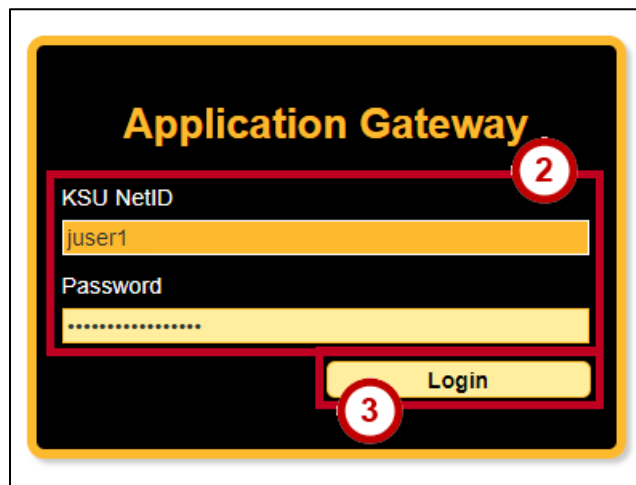 Application Gateway
2
KSU NetID
juser1
Password
•••••••••••••••••
Login
3